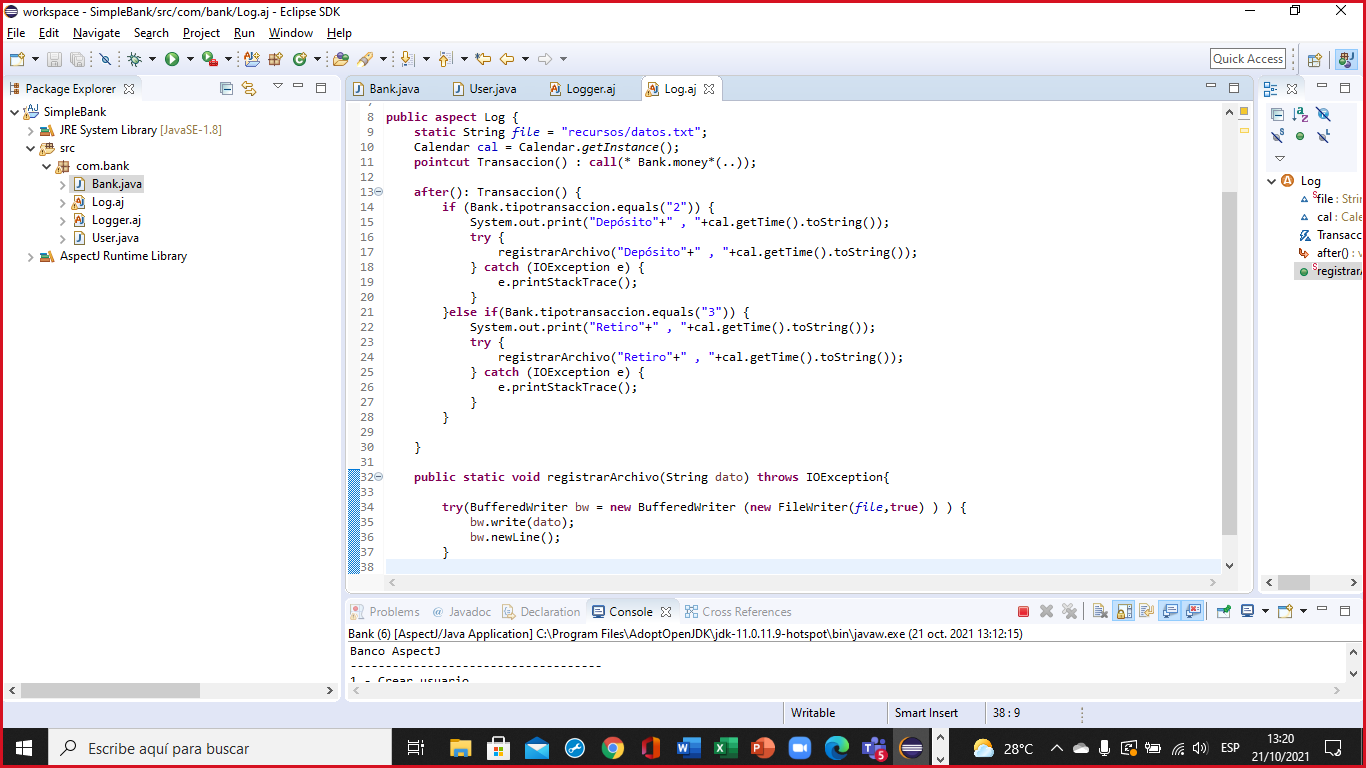 workspace - SimpleBank/src/com/bank/Log.aj - Eclipse SDK
File Edit Navigate Search Project Run Window Help
Quick Access
Package Explorer
SimpleBank
JRE System Library [JavaSE-1.8]
src
com.bank
Bank.java
Log.aj
Logger.aj
User.java
AspectJ Runtime Library
Bank.java User.java Logger.aj Log.aj
8 public aspect Log {
9 static String file = "recursos/datos.txt";
10 Calendar cal = Calendar.getInstance();
11 pointcut Transaccion() : call(* Bank.money*(..));
12
13 after(): Transaccion() {
14 if (Bank.tipotransaccion.equals("2")) {
15 System.out.print("Depósito"+" , "+cal.getTime().toString());
16 try {
17 registrarArchivo("Depósito"+" , "+cal.getTime().toString());
18 } catch (IOException e) {
19 e.printStackTrace();
20 }
21 }else if(Bank.tipotransaccion.equals("3")) {
22 System.out.print("Retiro"+" , "+cal.getTime().toString());
23 try {
24 registrarArchivo("Retiro"+" , "+cal.getTime().toString());
25 } catch (IOException e) {
26 e.printStackTrace();
27 }
28 }
29
30 }
31
32 public static void registrarArchivo(String dato) throws IOException{
33
34 try(BufferedWriter bw = new BufferedWriter (new FileWriter(file,true) ) ) {
35 bw.write(dato);
36 bw.newLine();
37 }
38
Log
file : Strin
cal : Cale
Transacc
after() : v
registrarA
Problems Javadoc Declaration Console Cross References
Bank (6) [AspectJ/Java Application] C:\Program Files\AdoptOpenJDK\jdk-11.0.11.9-hotspot\bin\javaw.exe (21 oct. 2021 13:12:15)
Banco AspectJ
------------------------------------
1 - Crear usuario
Writable Smart Insert 38 : 9
Escribe aquí para buscar
28°C
ESP
13:20
21/10/2021